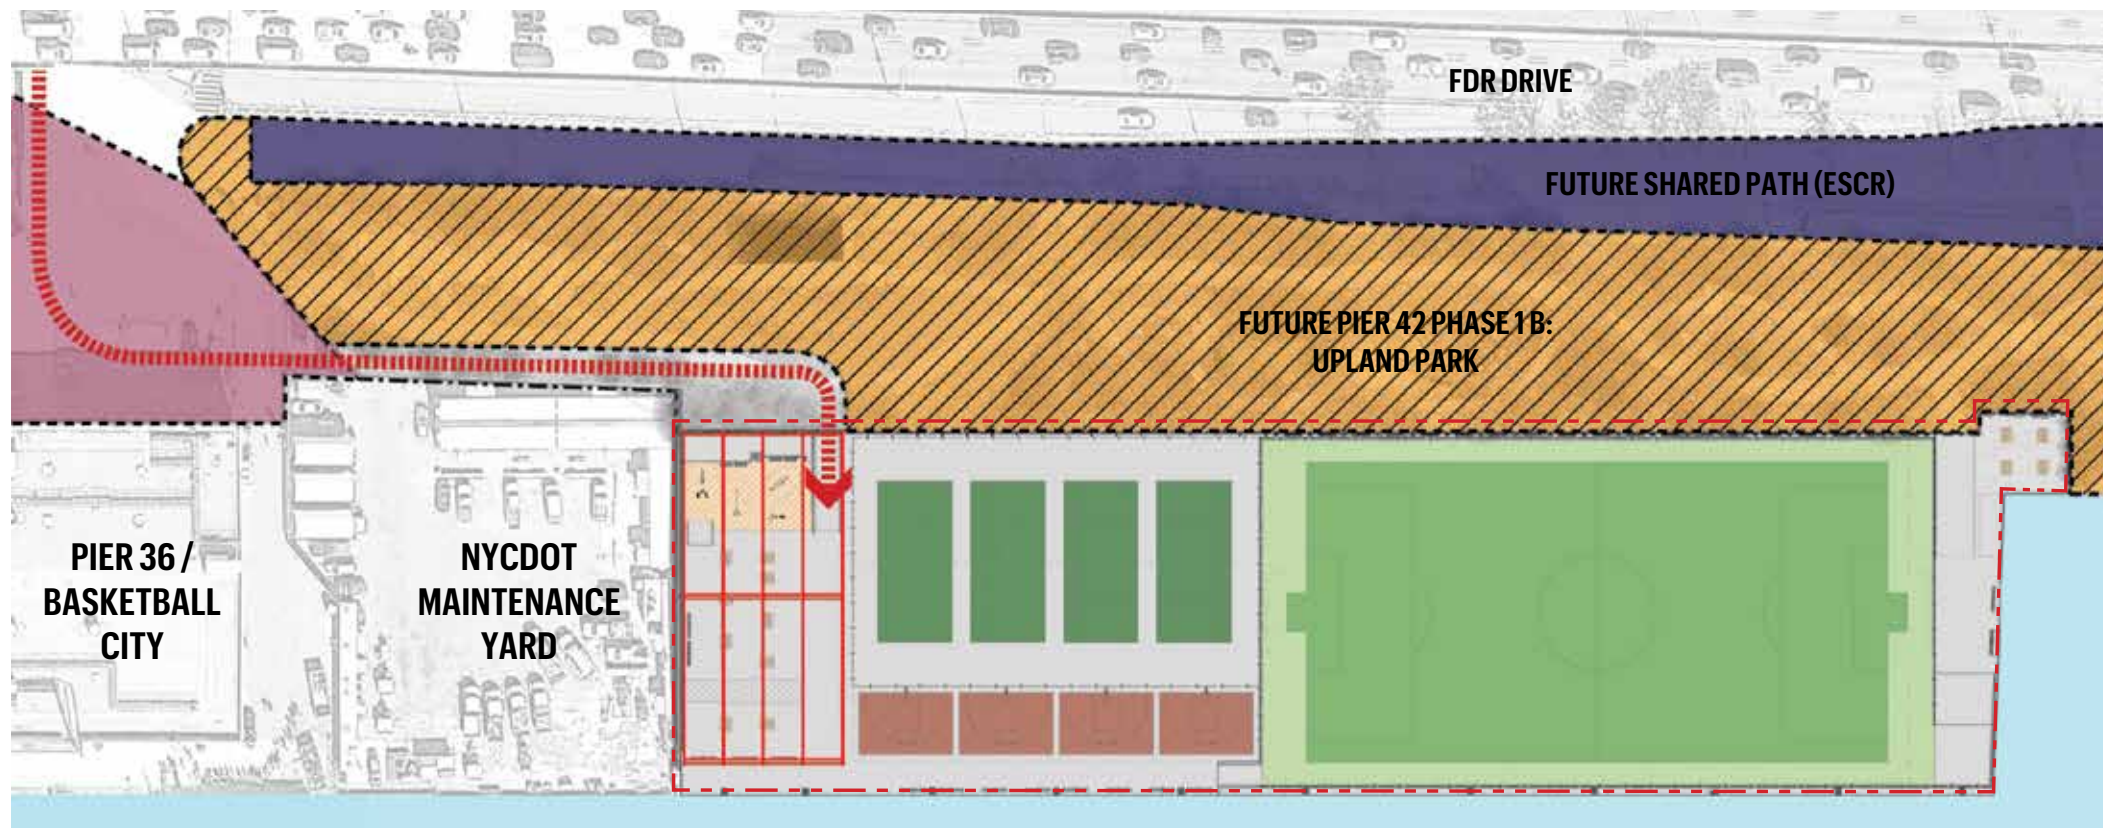 FDR DRIVE
FUTURE SHARED PATH (ESCR)
FUTURE PIER 42 PHASE 1 B:
UPLAND PARK
PIER 36 /
BASKETBALL
CITY
NYCDOT
MAINTENANCE
YARD